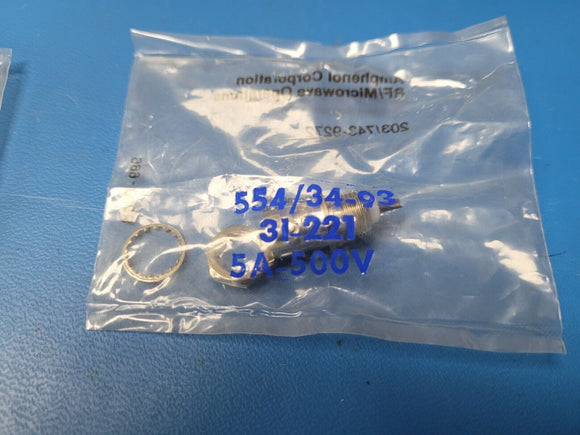 Amphenol Corporation
RF/Microwave Operations
554/34-93
31-221
5A-500V